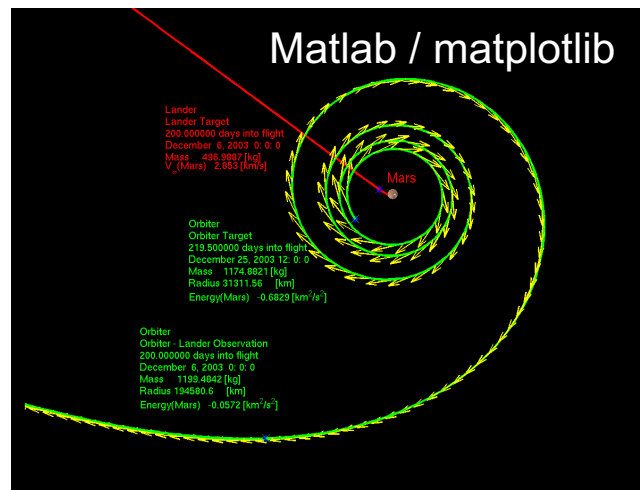 Matlab / matplotlib
Lander
Lander Target
200.000000 days into flight
December 6, 2003 0: 0: 0
Mass 498.9887 [kg]
V_(Mars) 2.853 [km/s]
Mars
Orbiter
Orbiter Target
219.500000 days into flight
December 25, 2003 12: 0: 0
Mass 1174.8821 [kg]
Radius 31311.56 [km]
Energy(Mars) -0.6829 [km²/s²]
Orbiter
Orbiter - Lander Observation
200.000000 days into flight
December 6, 2003 0: 0: 0
Mass 1199.4842 [kg]
Radius 194580.6 [km]
Energy(Mars) -0.0572 [km²/s²]